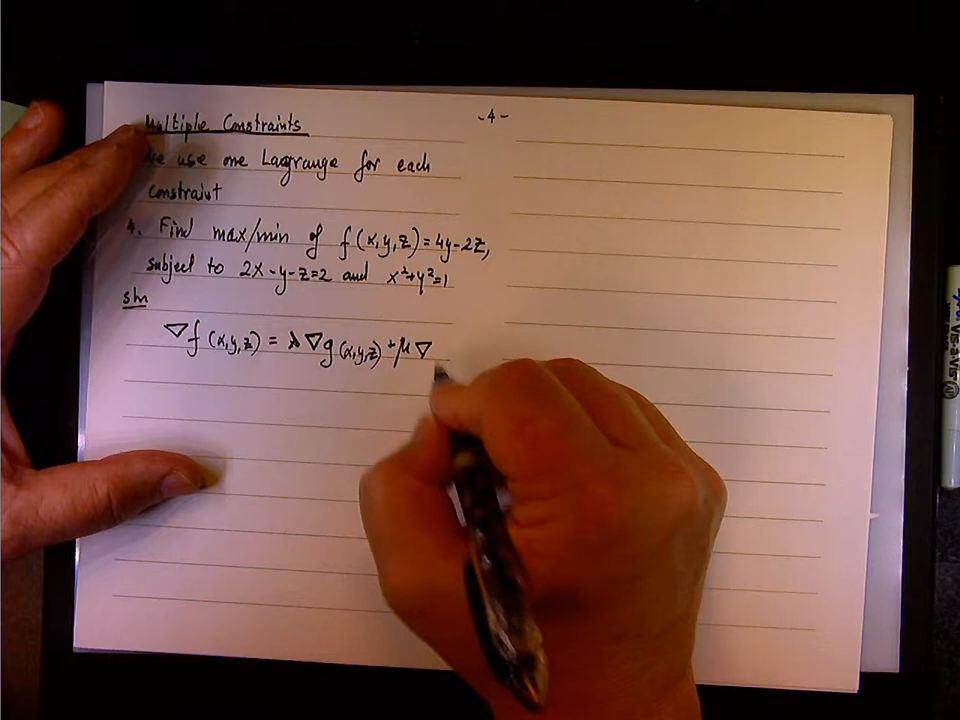 Multiple Constraints
-4-
We use one Lagrange for each
constraint
4. Find max/min of f(x,y,z)=4y-2z,
subject to 2x-y-z=2 and x²+y²=1
sln
∇f(x,y,z) = λ∇g(x,y,z)+μ∇